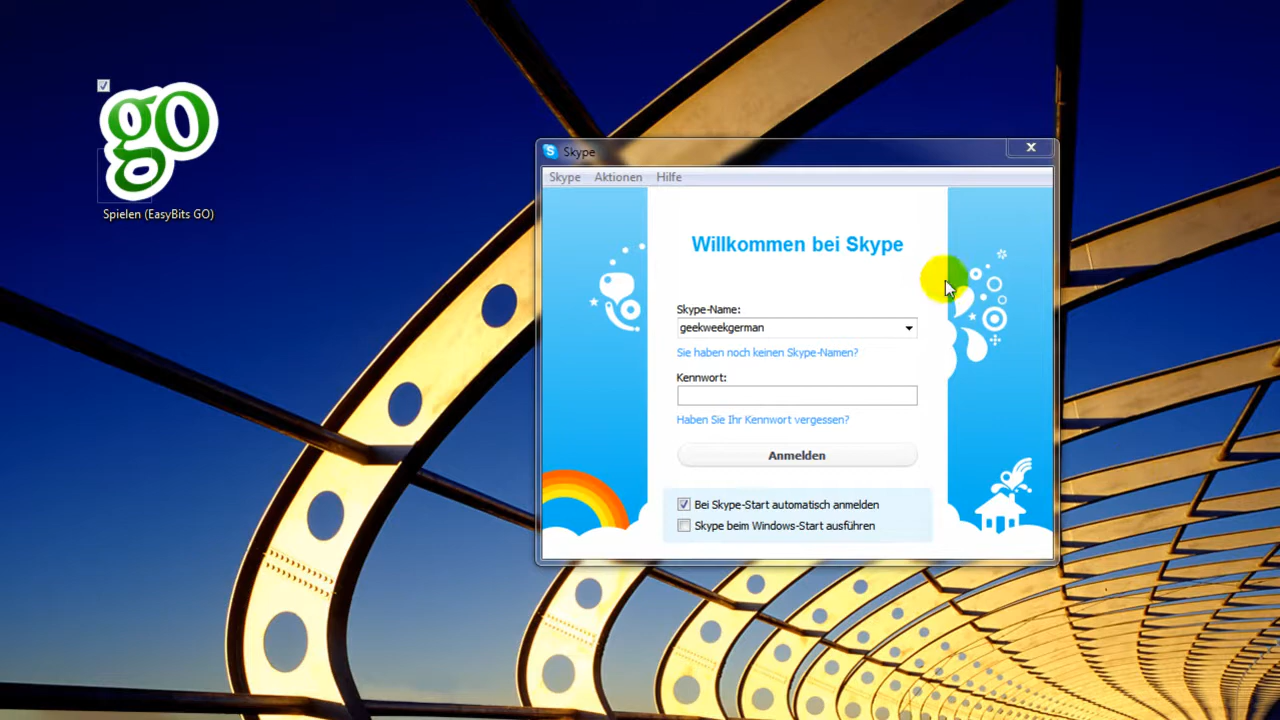 go
Spielen (EasyBits GO)
Skype
Skype Aktionen Hilfe
Willkommen bei Skype
Skype-Name:
geekweekgerman
Sie haben noch keinen Skype-Namen?
Kennwort:
Haben Sie Ihr Kennwort vergessen?
Anmelden
Bei Skype-Start automatisch anmelden
Skype beim Windows-Start ausführen